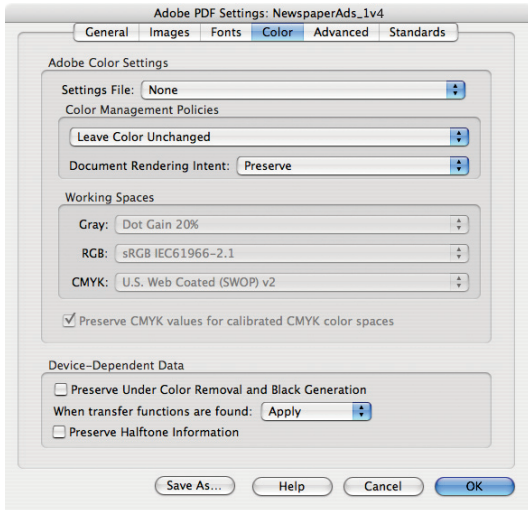 Adobe PDF Settings: NewspaperAds_1v4
General Images Fonts Color Advanced Standards
Adobe Color Settings
Settings File: None
Color Management Policies
Leave Color Unchanged
Document Rendering Intent: Preserve
Working Spaces
Gray: Dot Gain 20%
RGB: sRGB IEC61966-2.1
CMYK: U.S. Web Coated (SWOP) v2
Preserve CMYK values for calibrated CMYK color spaces
Device-Dependent Data
Preserve Under Color Removal and Black Generation
When transfer functions are found: Apply
Preserve Halftone Information
Save As... Help Cancel OK